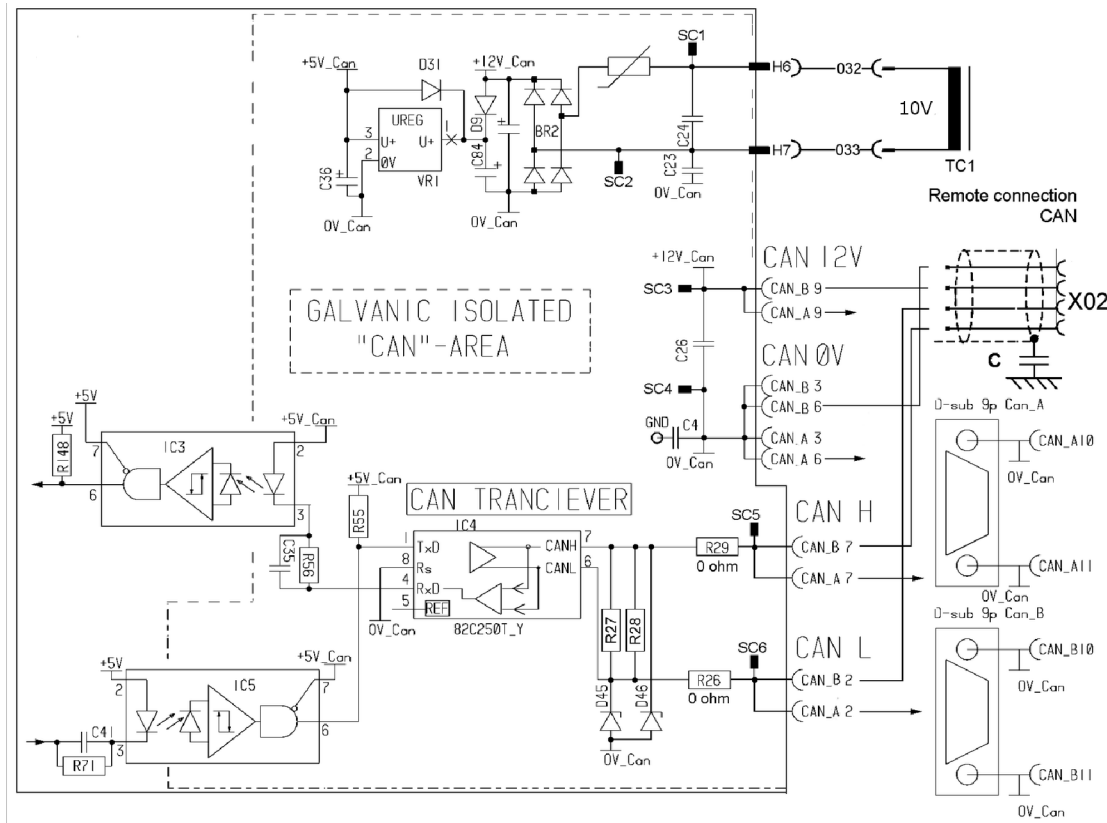 SC1
+5V_Can
D31
+12V_Can
H6
032
UREG
D9
10V
3
U+
U+
1
BR2
C24
2
0V
C84
H7
033
C36
VR1
SC2
C23
TC1
0V_Can
0V_Can
0V_Can
Remote connection
CAN
+12V_Can
CAN 12V
SC3
CAN_B 9
CAN_A 9
X02
GALVANIC ISOLATED
"CAN"-AREA
C26
CAN 0V
C
SC4
CAN_B 3
CAN_B 6
D-sub 9p Can_A
+5V
+5V_Can
GND
C4
CAN_A 3
0V_Can
CAN_A 6
CAN_A10
0V_Can
+5V
R148
7
IC3
2
6
3
+5V_Can
CAN TRANCIEVER
R55
IC4
SC5
CAN H
1
TxD
CANH
7
R29
CAN_B 7
8
Rs
CANL
6
0 ohm
CAN_A 7
CAN_A11
C35
R56
4
RxD
5
REF
0V_Can
0V_Can
82C250T_Y
R27
R28
D-sub 9p Can_B
SC6
CAN L
CAN_B10
+5V
+5V_Can
2
IC5
7
R26
CAN_B 2
0V_Can
D45
D46
0 ohm
CAN_A 2
6
C41
3
R71
0V_Can
CAN_B11
0V_Can